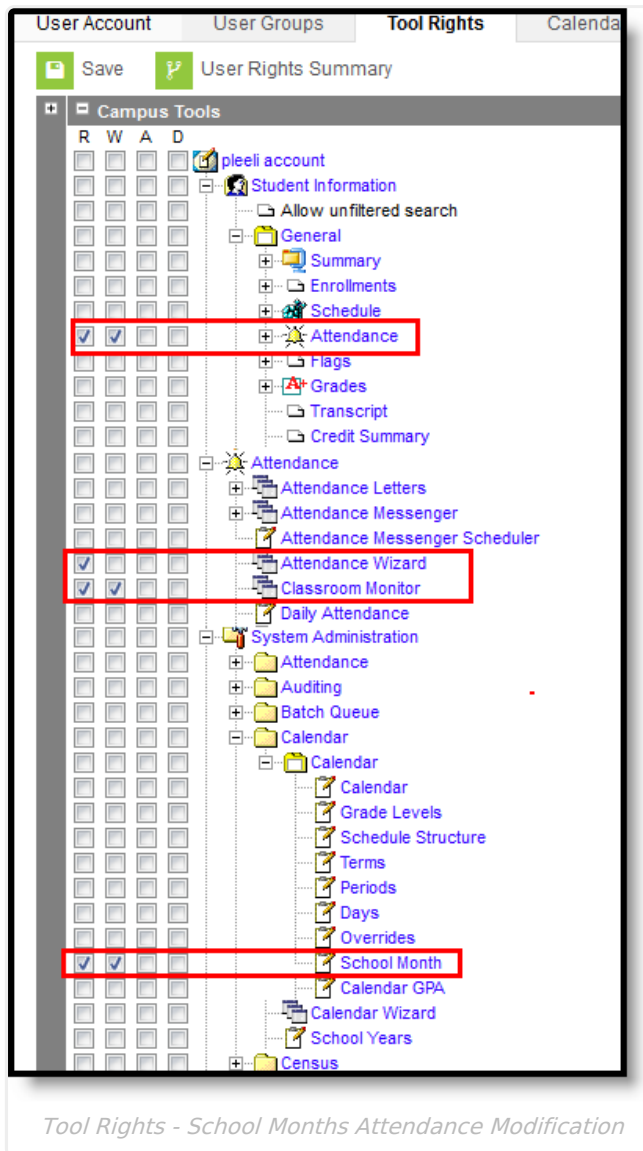 User Account User Groups Tool Rights Calenda
Save User Rights Summary
Campus Tools
R W A D
pleeli account
Student Information
Allow unfiltered search
General
Summary
Enrollments
Schedule
Attendance
Flags
A+ Grades
Transcript
Credit Summary
Attendance
Attendance Letters
Attendance Messenger
Attendance Messenger Scheduler
Attendance Wizard
Classroom Monitor
Daily Attendance
System Administration
Attendance
Auditing
Batch Queue
Calendar
Calendar
Calendar
Grade Levels
Schedule Structure
Terms
Periods
Days
Overrides
School Month
Calendar GPA
Calendar Wizard
School Years
Census
Tool Rights - School Months Attendance Modification